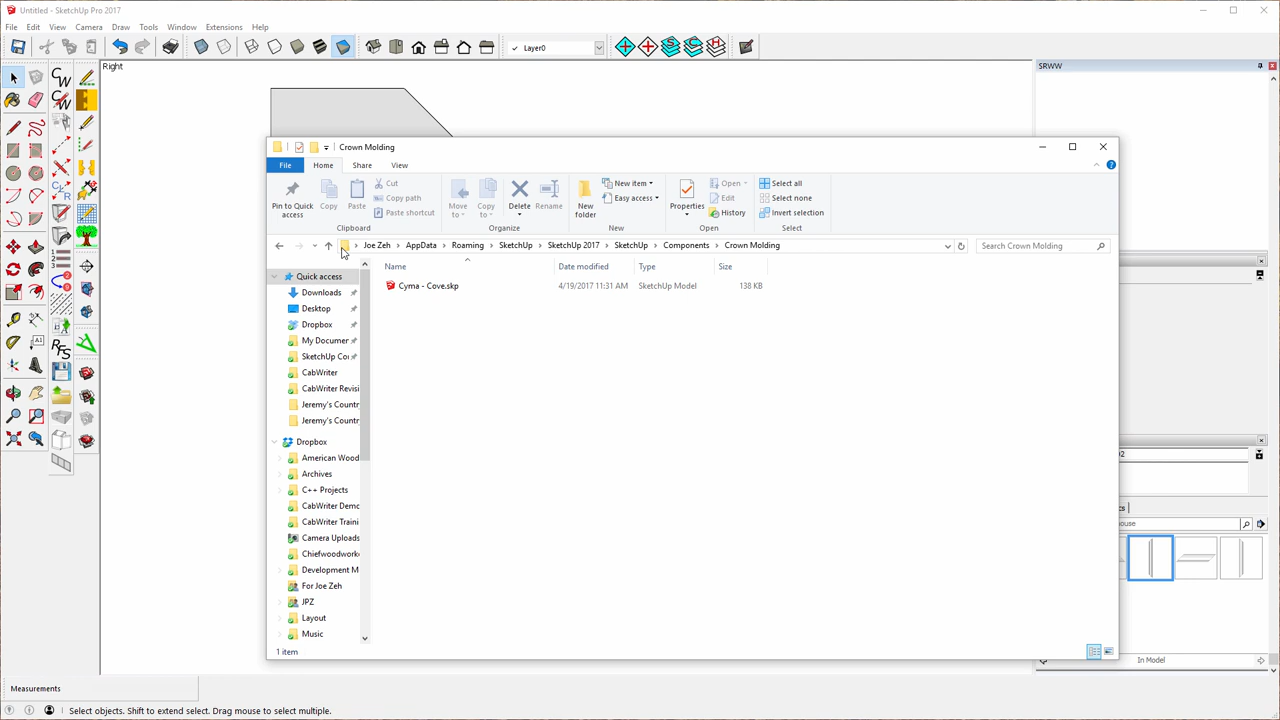 Untitled - SketchUp Pro 2017
File Edit View Camera Draw Tools Window Extensions Help
Layer0
Right
SRWW
Crown Molding
File Home Share View
Pin to Quick access
Copy
Paste
Cut
Copy path
Paste shortcut
Clipboard
Move to
Copy to
Delete
Rename
Organize
New folder
New item
Easy access
New
Properties
Open
Edit
History
Open
Select all
Select none
Invert selection
Select
Joe Zeh > AppData > Roaming > SketchUp > SketchUp 2017 > SketchUp > Components > Crown Molding
Search Crown Molding
Name Date modified Type Size
Cyma - Cove.skp 4/19/2017 11:31 AM SketchUp Model 138 KB
Quick access
Downloads
Desktop
Dropbox
My Documer
SketchUp Co
CabWriter
CabWriter Revisi
Jeremy's Countr
Jeremy's Countr
Dropbox
American Wood
Archives
C++ Projects
CabWriter Demo
CabWriter Traini
Camera Uploads
Chiefwoodworke
Development M
For Joe Zeh
JPZ
Layout
Music
1 item
In Model
Measurements
Select objects. Shift to extend select. Drag mouse to select multiple.